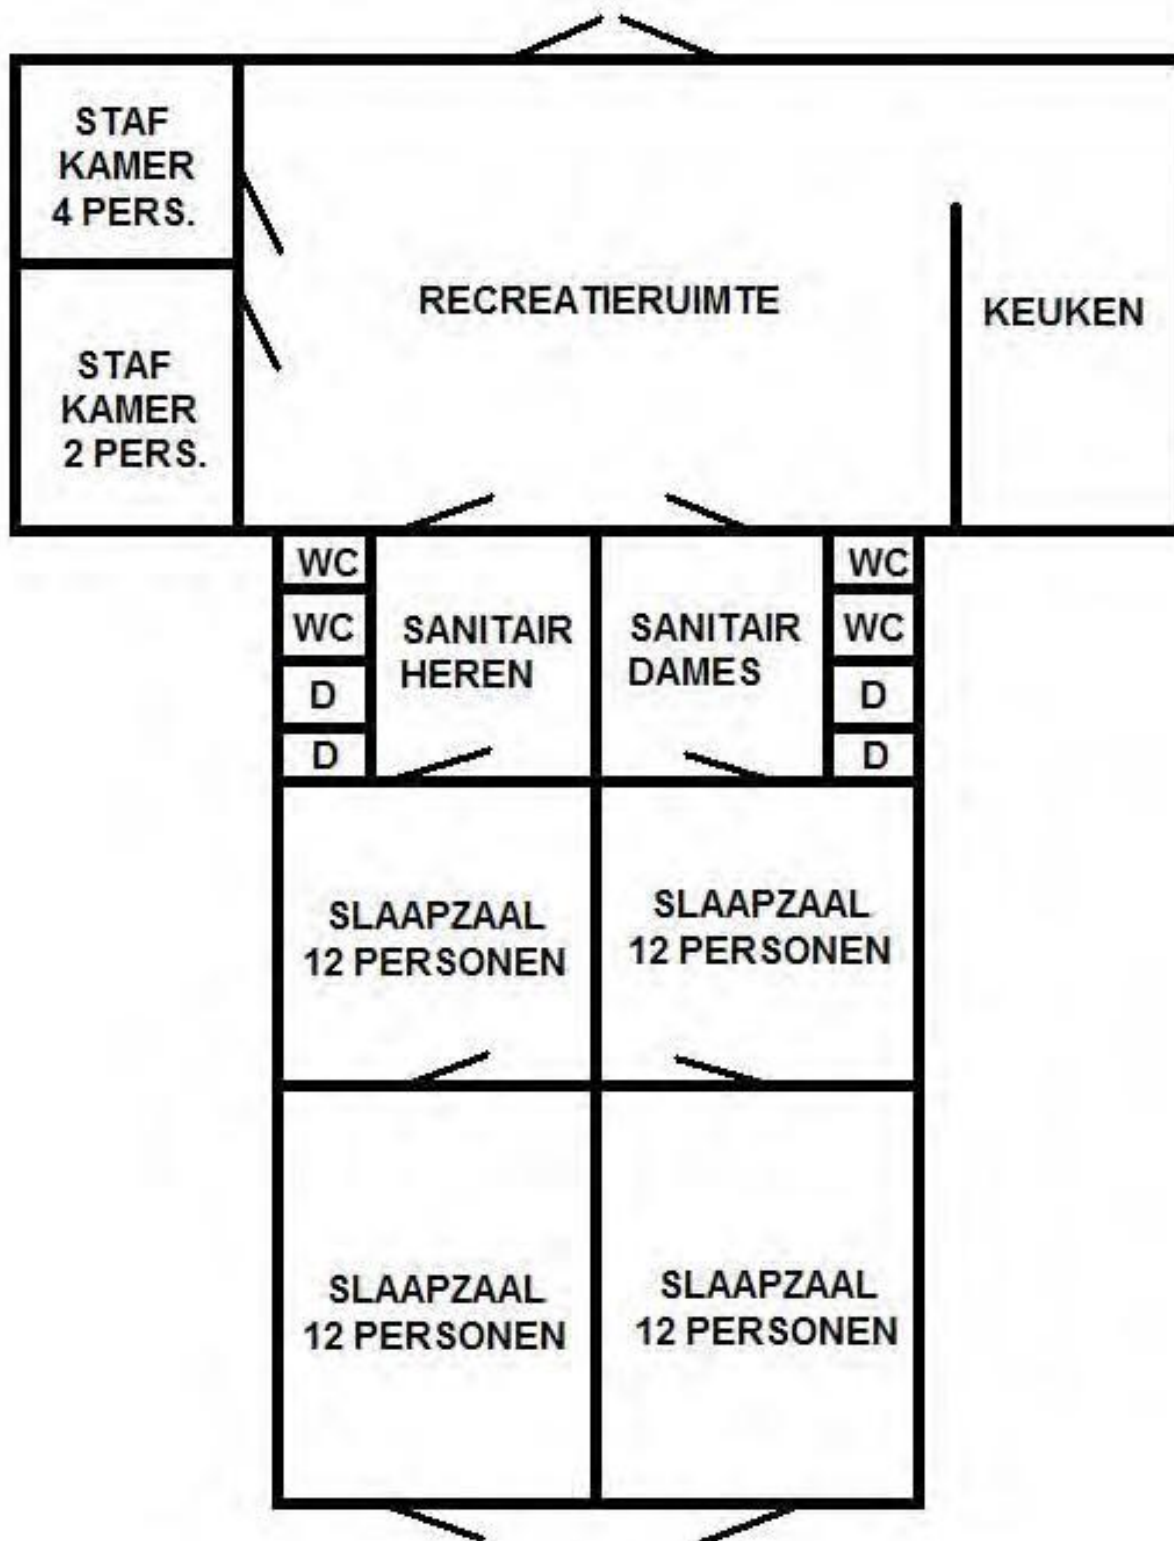 STAF
KAMER
4 PERS.
RECREATIERUIMTE
KEUKEN
STAF
KAMER
2 PERS.
WC
WC
D
D
SANITAIR
HEREN
SANITAIR
DAMES
WC
WC
D
D
SLAAPZAAL
12 PERSONEN
SLAAPZAAL
12 PERSONEN
SLAAPZAAL
12 PERSONEN
SLAAPZAAL
12 PERSONEN